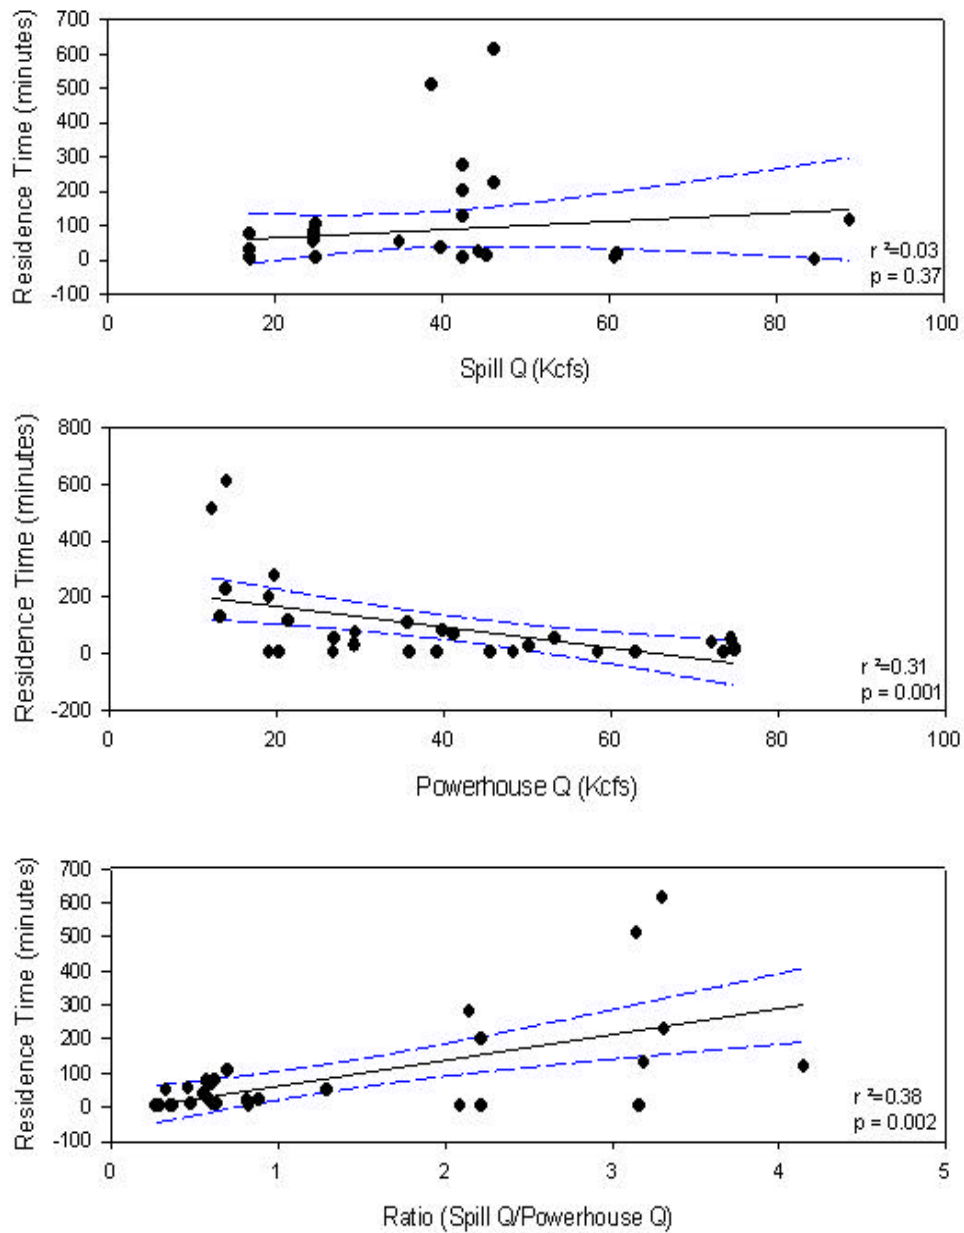 700
600
500
400
300
200
100
0
-100
Residence Time (minutes)
r ²=0.03
p = 0.37
0 20 40 60 80 100
Spill Q (Kcfs)
800
600
400
200
0
-200
Residence Time (minutes)
r ²=0.31
p = 0.001
0 20 40 60 80 100
Powerhouse Q (Kcfs)
700
600
500
400
300
200
100
0
-100
Residence Time (minutes)
r ²=0.38
p = 0.002
0 1 2 3 4 5
Ratio (Spill Q/Powerhouse Q)